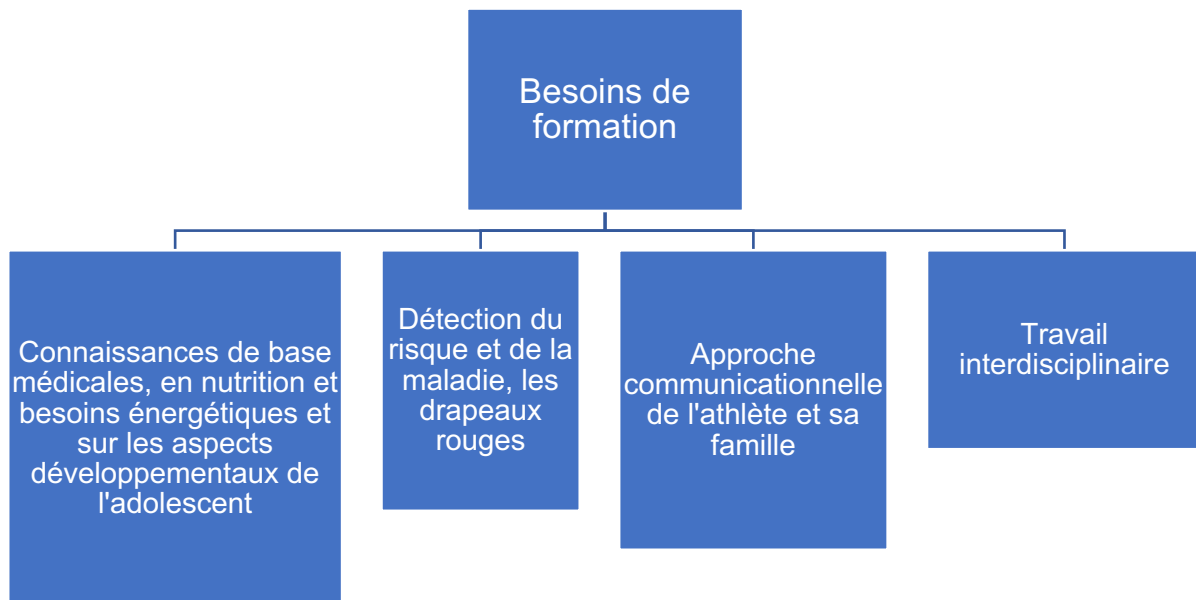 Besoins de
formation
Connaissances de base
médicales, en nutrition et
besoins énergétiques et
sur les aspects
développementaux de
l'adolescent
Détection du
risque et de la
maladie, les
drapeaux
rouges
Approche
communicationnelle
de l'athlète et sa
famille
Travail
interdisciplinaire